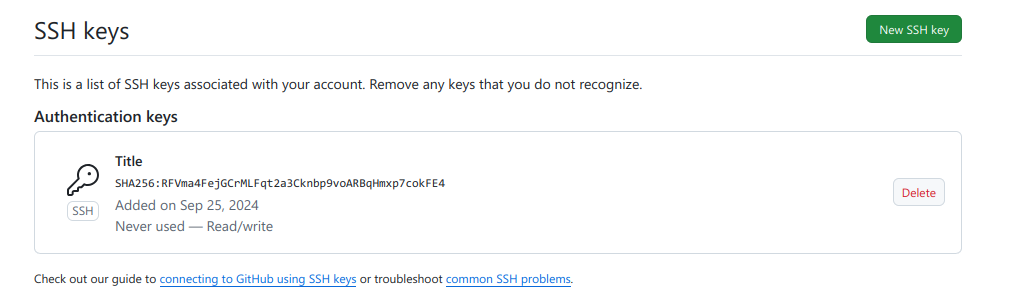 SSH keys
New SSH key
This is a list of SSH keys associated with your account. Remove any keys that you do not recognize.
Authentication keys
Title
SHA256:RFVma4FejGCrMLFqt2a3Cknbp9voARBqHmxp7cokFE4
SSH
Added on Sep 25, 2024
Never used — Read/write
Delete
Check out our guide to connecting to GitHub using SSH keys or troubleshoot common SSH problems.